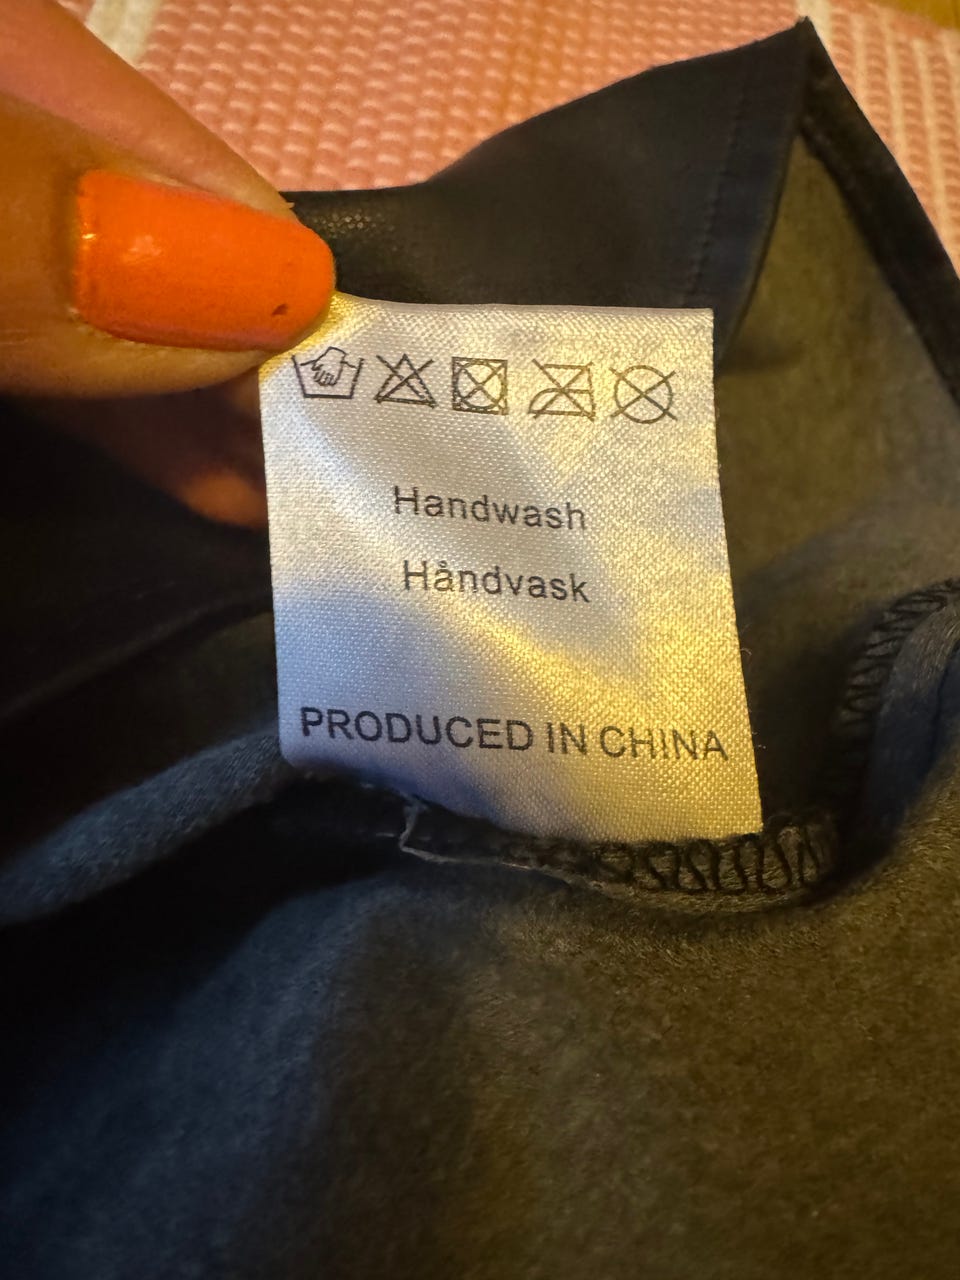 Handwash
Håndvask
PRODUCED IN CHINA